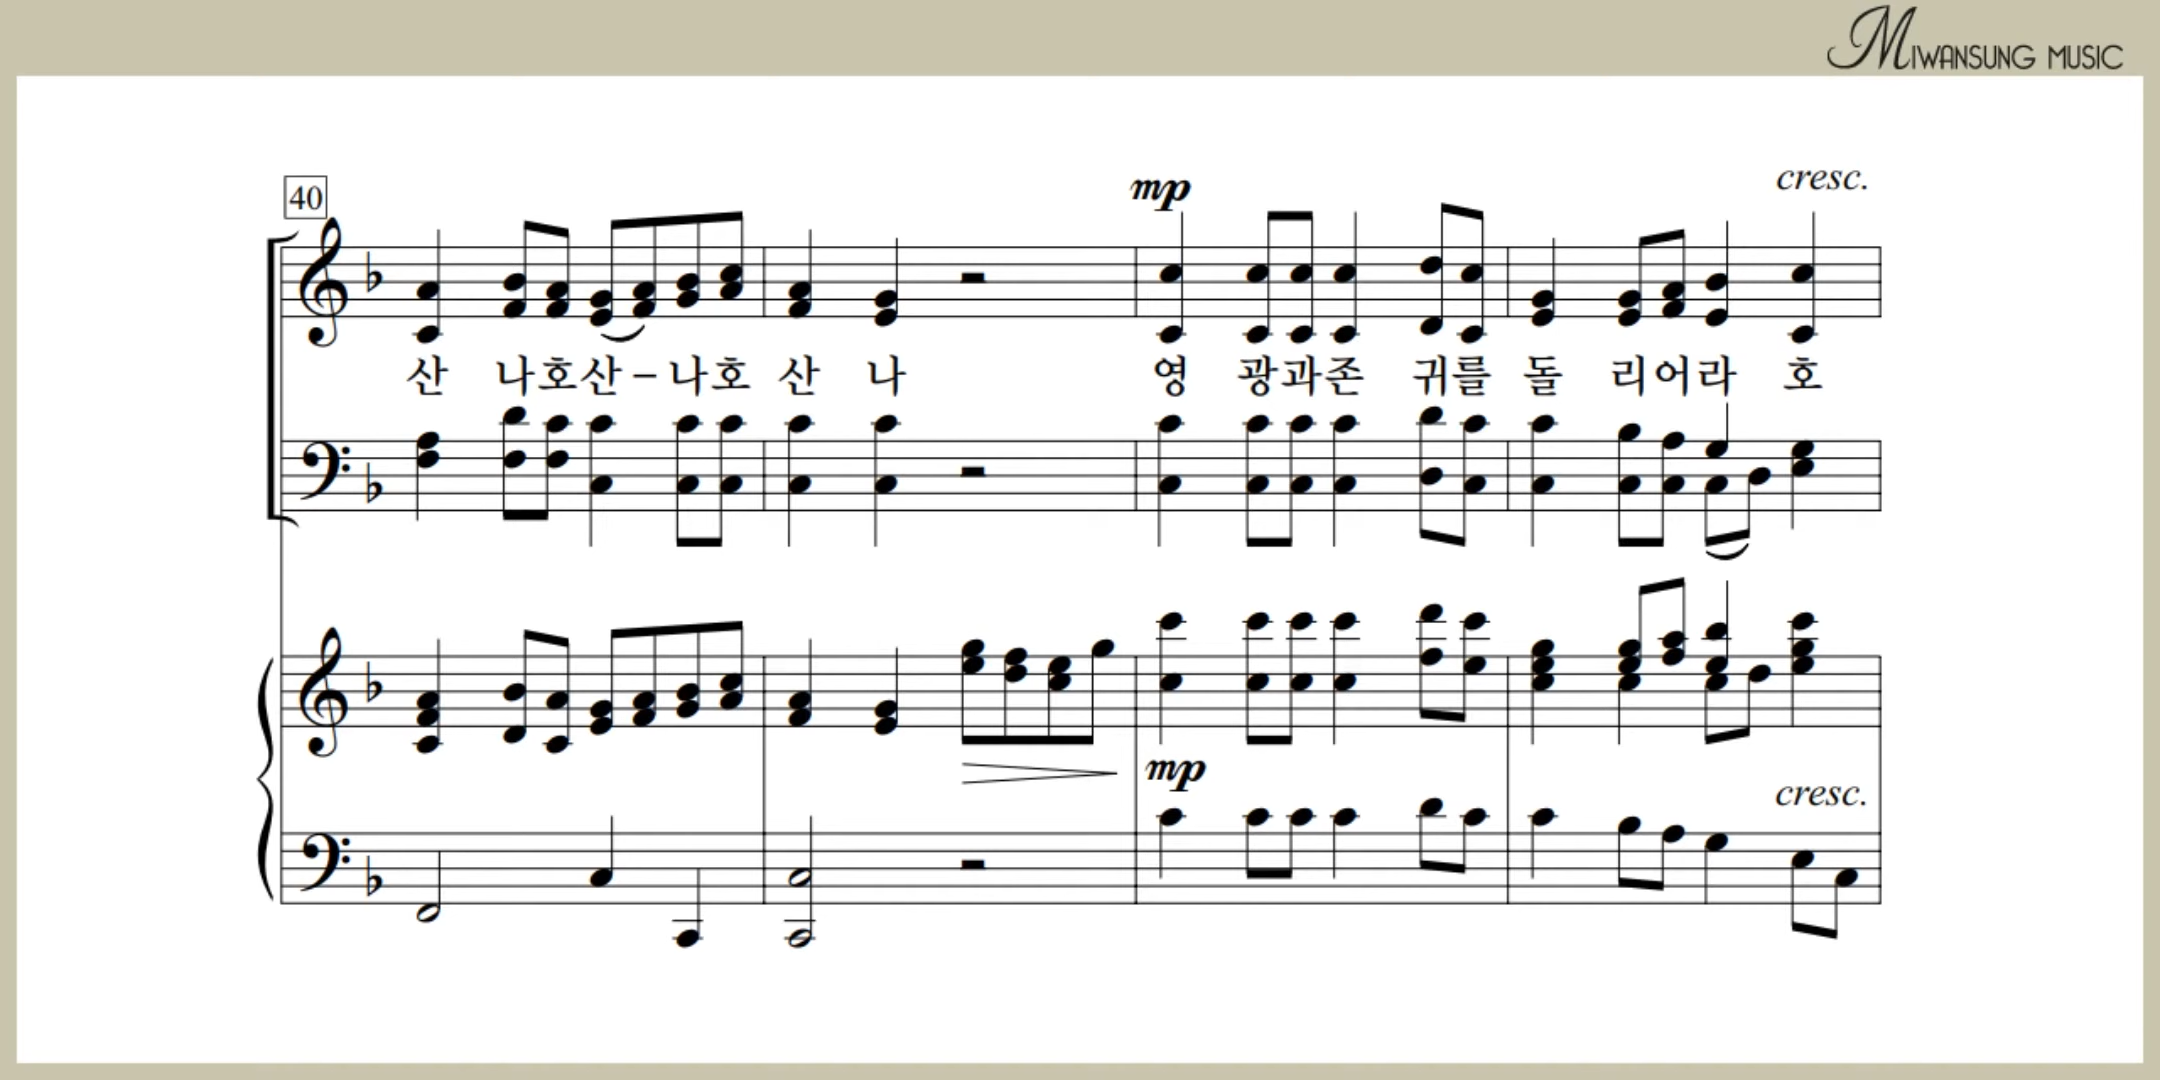 MIWANSUNG MUSIC
40
mp
cresc.
산 나호산-나호 산 나 영 광과존 귀를 돌 리어라 호
mp
cresc.